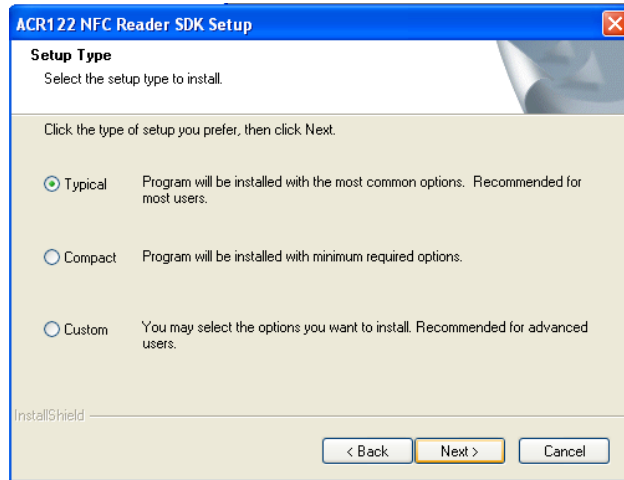 ACR122 NFC Reader SDK Setup
Setup Type
Select the setup type to install.
Click the type of setup you prefer, then click Next.
Typical Program will be installed with the most common options. Recommended for
most users.
Compact Program will be installed with minimum required options.
Custom You may select the options you want to install. Recommended for advanced
users.
InstallShield
< Back Next > Cancel